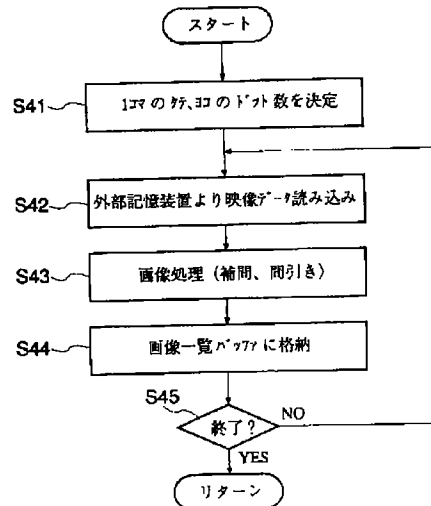 スタート
S41
1ｺﾏのﾀﾃ、ﾖｺのﾄﾞｯﾄ数を決定
S42
外部記憶装置より映像ﾃﾞｰﾀ読み込み
S43
画像処理（補間、間引き）
S44
画像一覧ﾊﾞｯﾌｧに格納
S45
終了？
NO
YES
リターン